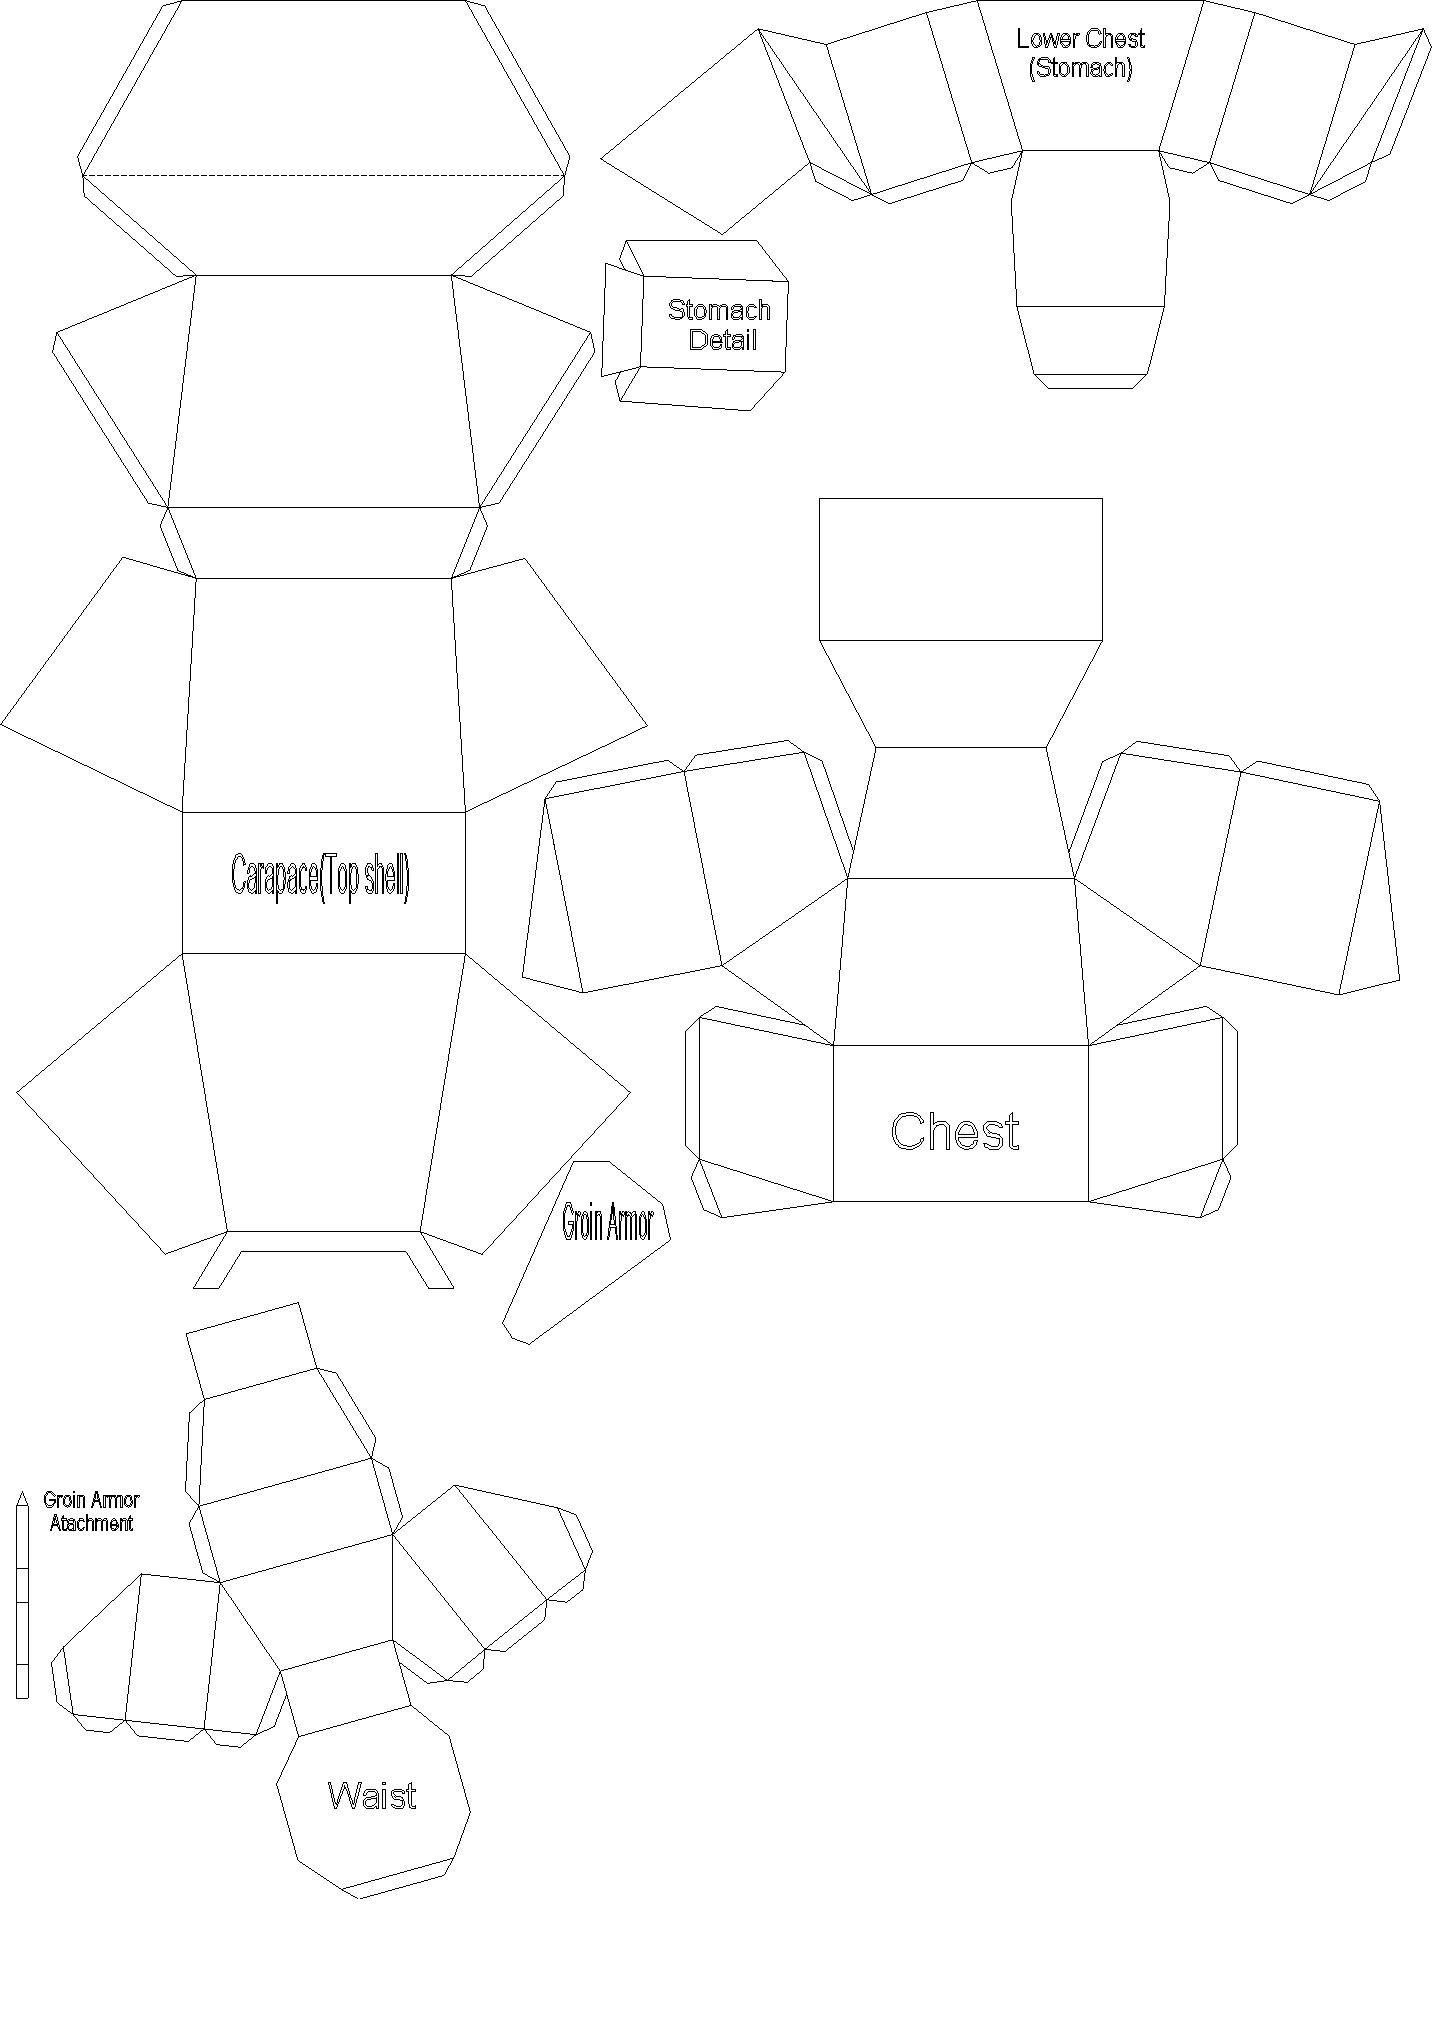 Lower Chest
(Stomach)
Stomach
Detail
Carapace(Top shell)
Chest
Groin Armor
Groin Armor
Atachment
Waist